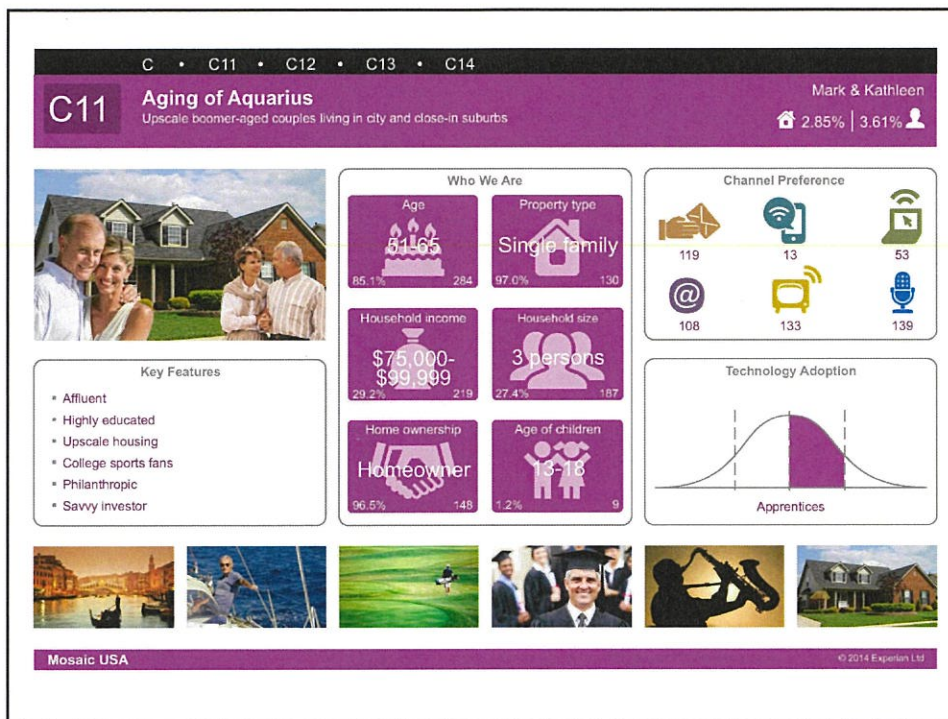 C • C11 • C12 • C13 • C14
C11
Aging of Aquarius
Upscale boomer-aged couples living in city and close-in suburbs
Mark & Kathleen
2.85% | 3.61%
Who We Are
Age
51-65
85.1% 284
Property type
Single family
97.0% 130
Household income
$75,000-
$99,999
29.2% 219
Household size
3 persons
27.4% 187
Home ownership
Homeowner
96.5% 148
Age of children
13-18
1.2% 9
Channel Preference
119 13 53
@
108 133 139
Key Features
• Affluent
• Highly educated
• Upscale housing
• College sports fans
• Philanthropic
• Savvy investor
Technology Adoption
Apprentices
Mosaic USA
© 2014 Experian Ltd